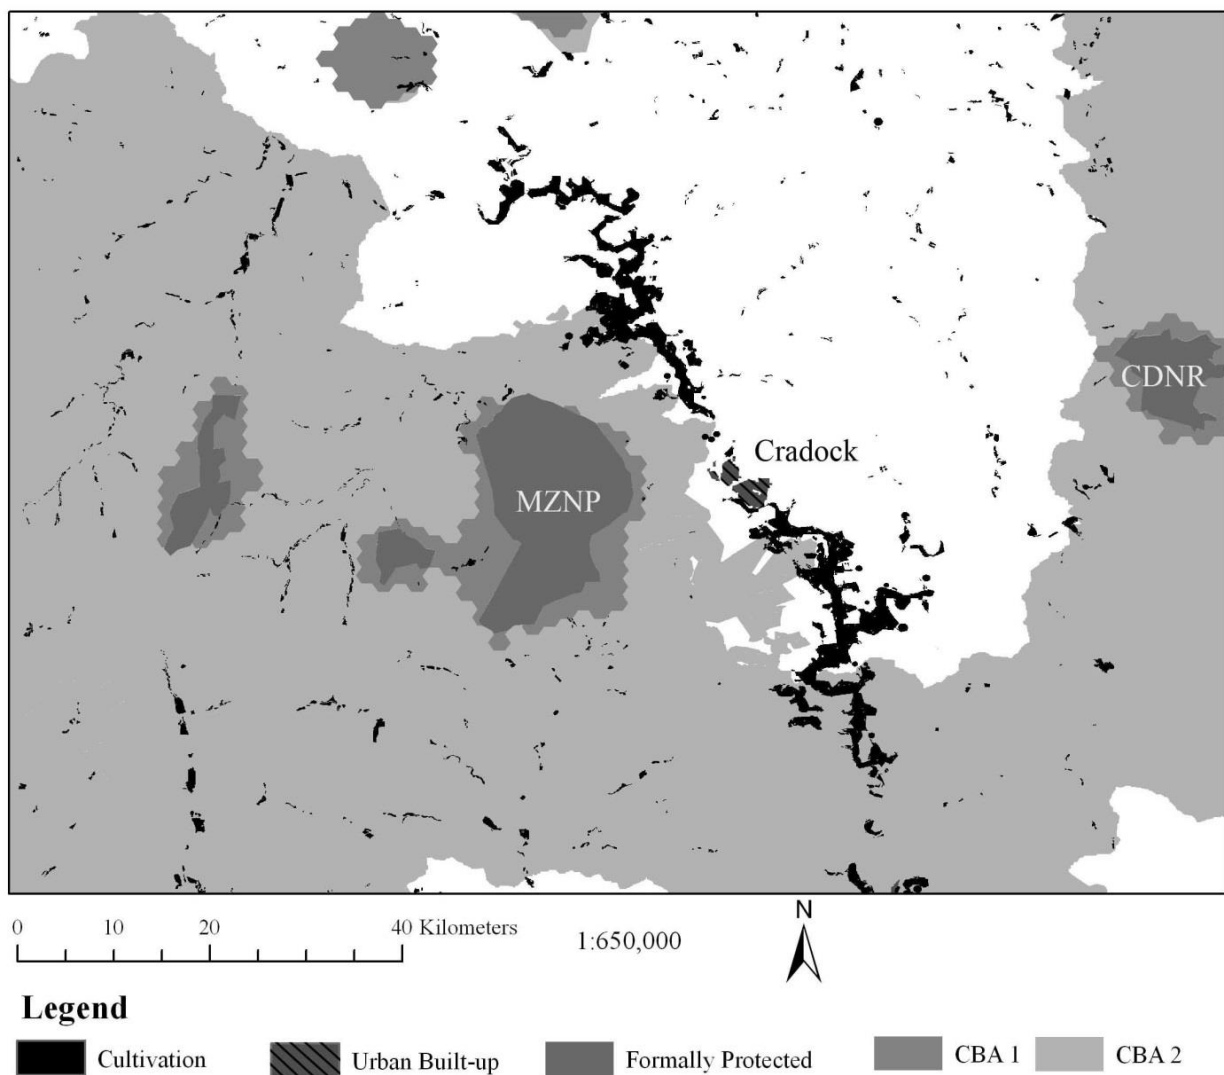 CDNR
Cradock
MZNP
0 10 20 40 Kilometers
1:650,000
N
Legend
Cultivation
Urban Built-up
Formally Protected
CBA 1
CBA 2